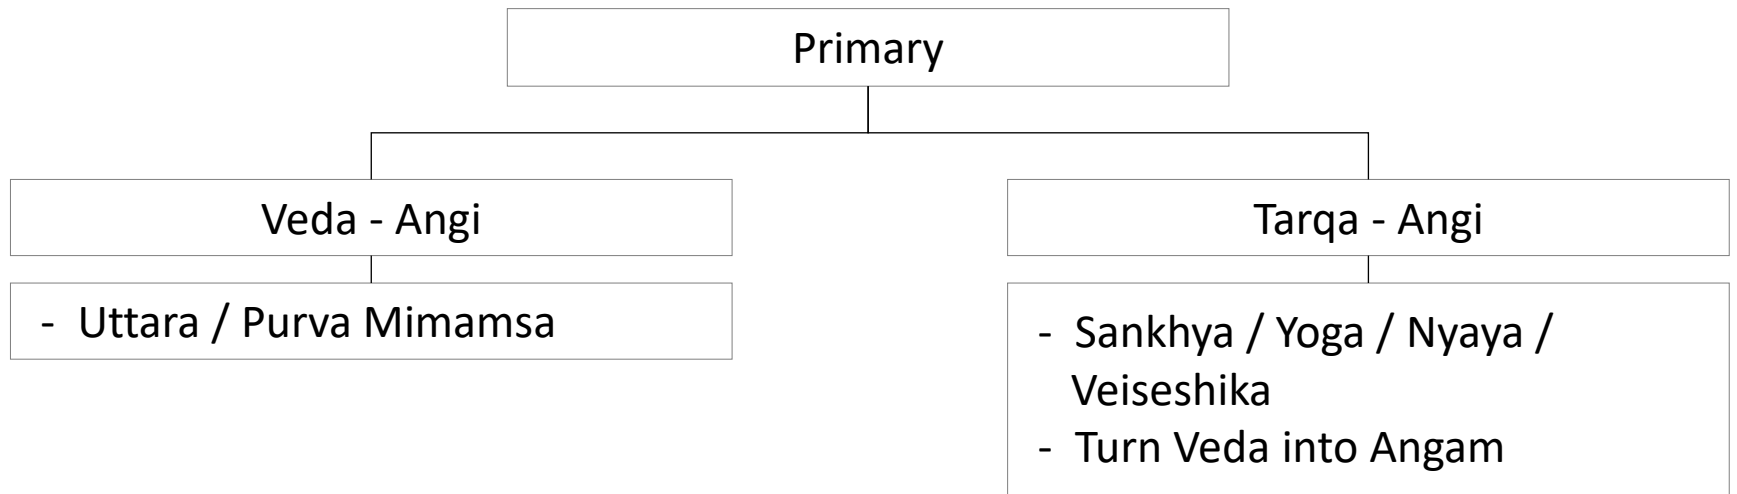 Primary
Veda - Angi
Tarqa - Angi
- Uttara / Purva Mimamsa
- Sankhya / Yoga / Nyaya /
Veiseshika
- Turn Veda into Angam